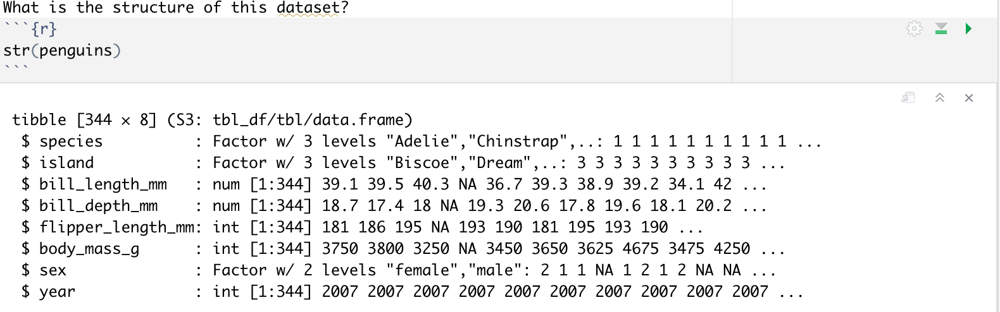 What is the structure of this dataset?
```{r}
str(penguins)
```
tibble [344 × 8] (S3: tbl_df/tbl/data.frame)
$ species          : Factor w/ 3 levels "Adelie","Chinstrap",..: 1 1 1 1 1 1 1 1 1 1 ...
$ island           : Factor w/ 3 levels "Biscoe","Dream",..: 3 3 3 3 3 3 3 3 3 3 ...
$ bill_length_mm   : num [1:344] 39.1 39.5 40.3 NA 36.7 39.3 38.9 39.2 34.1 42 ...
$ bill_depth_mm    : num [1:344] 18.7 17.4 18 NA 19.3 20.6 17.8 19.6 18.1 20.2 ...
$ flipper_length_mm: int [1:344] 181 186 195 NA 193 190 181 195 193 190 ...
$ body_mass_g      : int [1:344] 3750 3800 3250 NA 3450 3650 3625 4675 3475 4250 ...
$ sex              : Factor w/ 2 levels "female","male": 2 1 1 NA 1 2 1 2 NA NA ...
$ year             : int [1:344] 2007 2007 2007 2007 2007 2007 2007 2007 2007 2007 ...